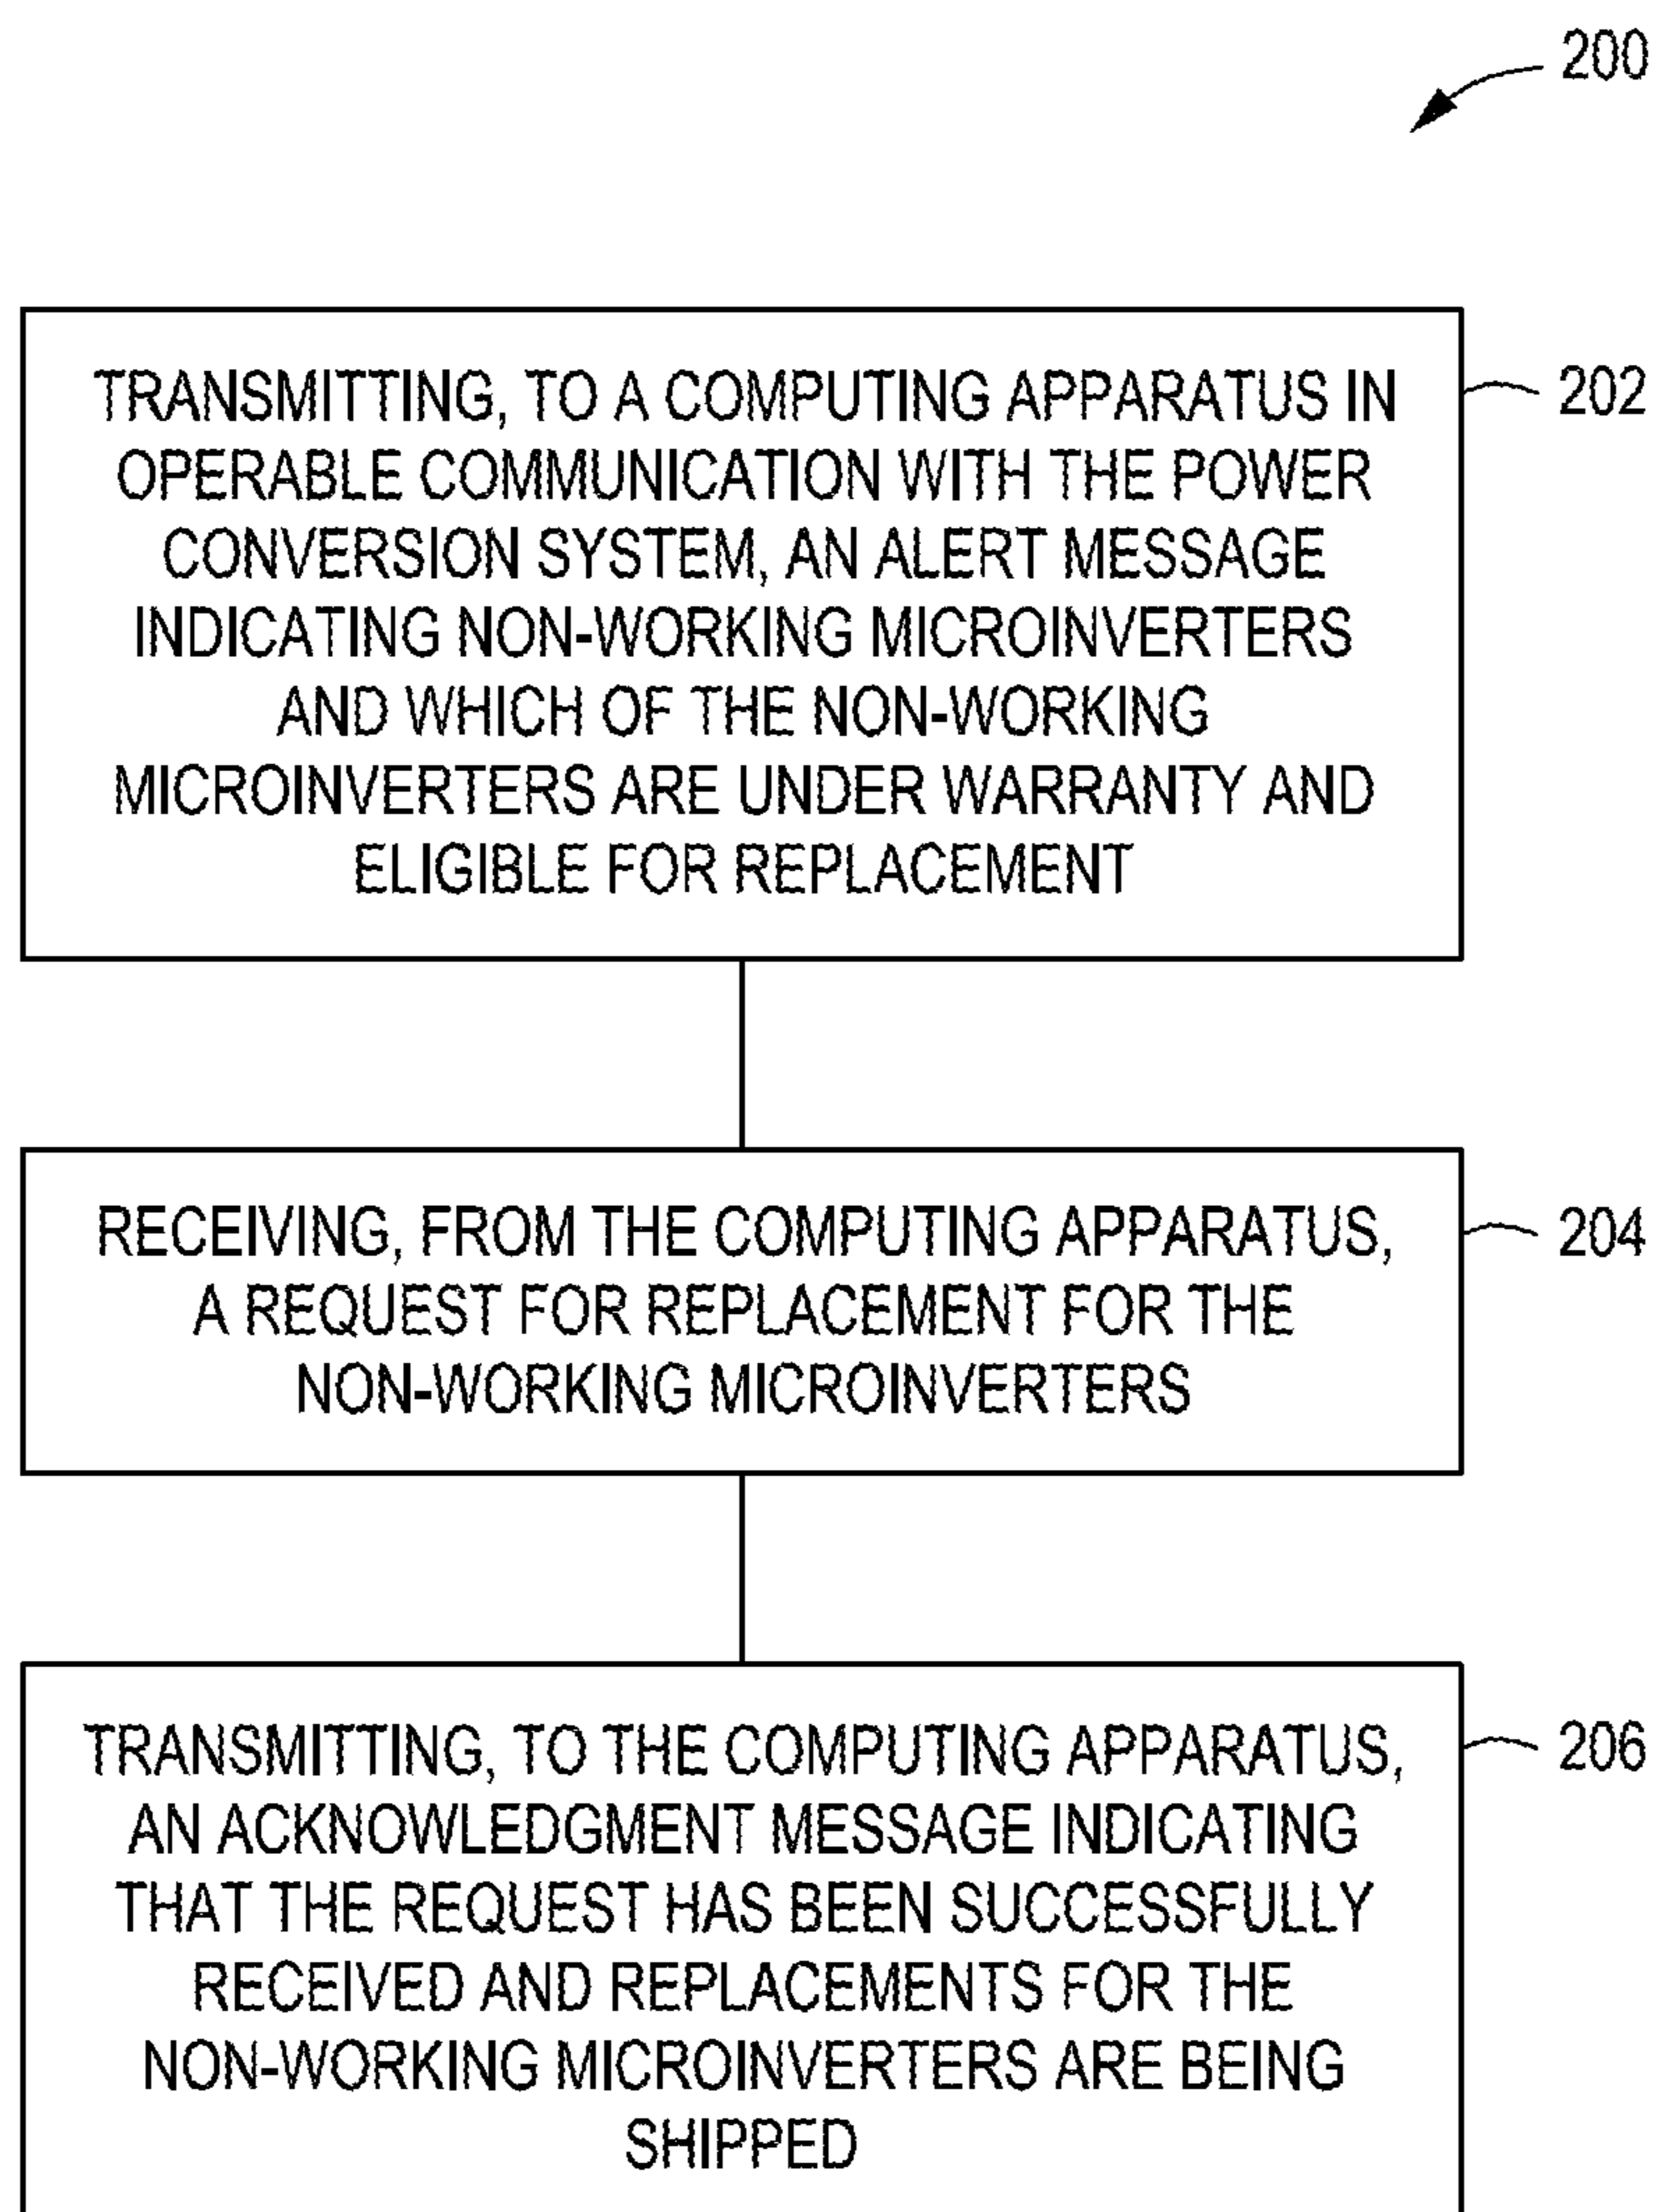 200
TRANSMITTING, TO A COMPUTING APPARATUS IN
OPERABLE COMMUNICATION WITH THE POWER
CONVERSION SYSTEM, AN ALERT MESSAGE
INDICATING NON-WORKING MICROINVERTERS
AND WHICH OF THE NON-WORKING
MICROINVERTERS ARE UNDER WARRANTY AND
ELIGIBLE FOR REPLACEMENT
202
RECEIVING, FROM THE COMPUTING APPARATUS,
A REQUEST FOR REPLACEMENT FOR THE
NON-WORKING MICROINVERTERS
204
TRANSMITTING, TO THE COMPUTING APPARATUS,
AN ACKNOWLEDGMENT MESSAGE INDICATING
THAT THE REQUEST HAS BEEN SUCCESSFULLY
RECEIVED AND REPLACEMENTS FOR THE
NON-WORKING MICROINVERTERS ARE BEING
SHIPPED
206